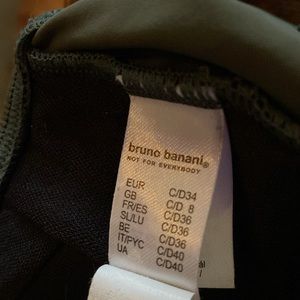 bruno banani®
NOT FOR EVERYBODY
EUR C/D34
GB C/D 8
FR/ES C/D36
SL/LU C/D36
BE C/D36
IT/РУС C/D40
UA C/D40